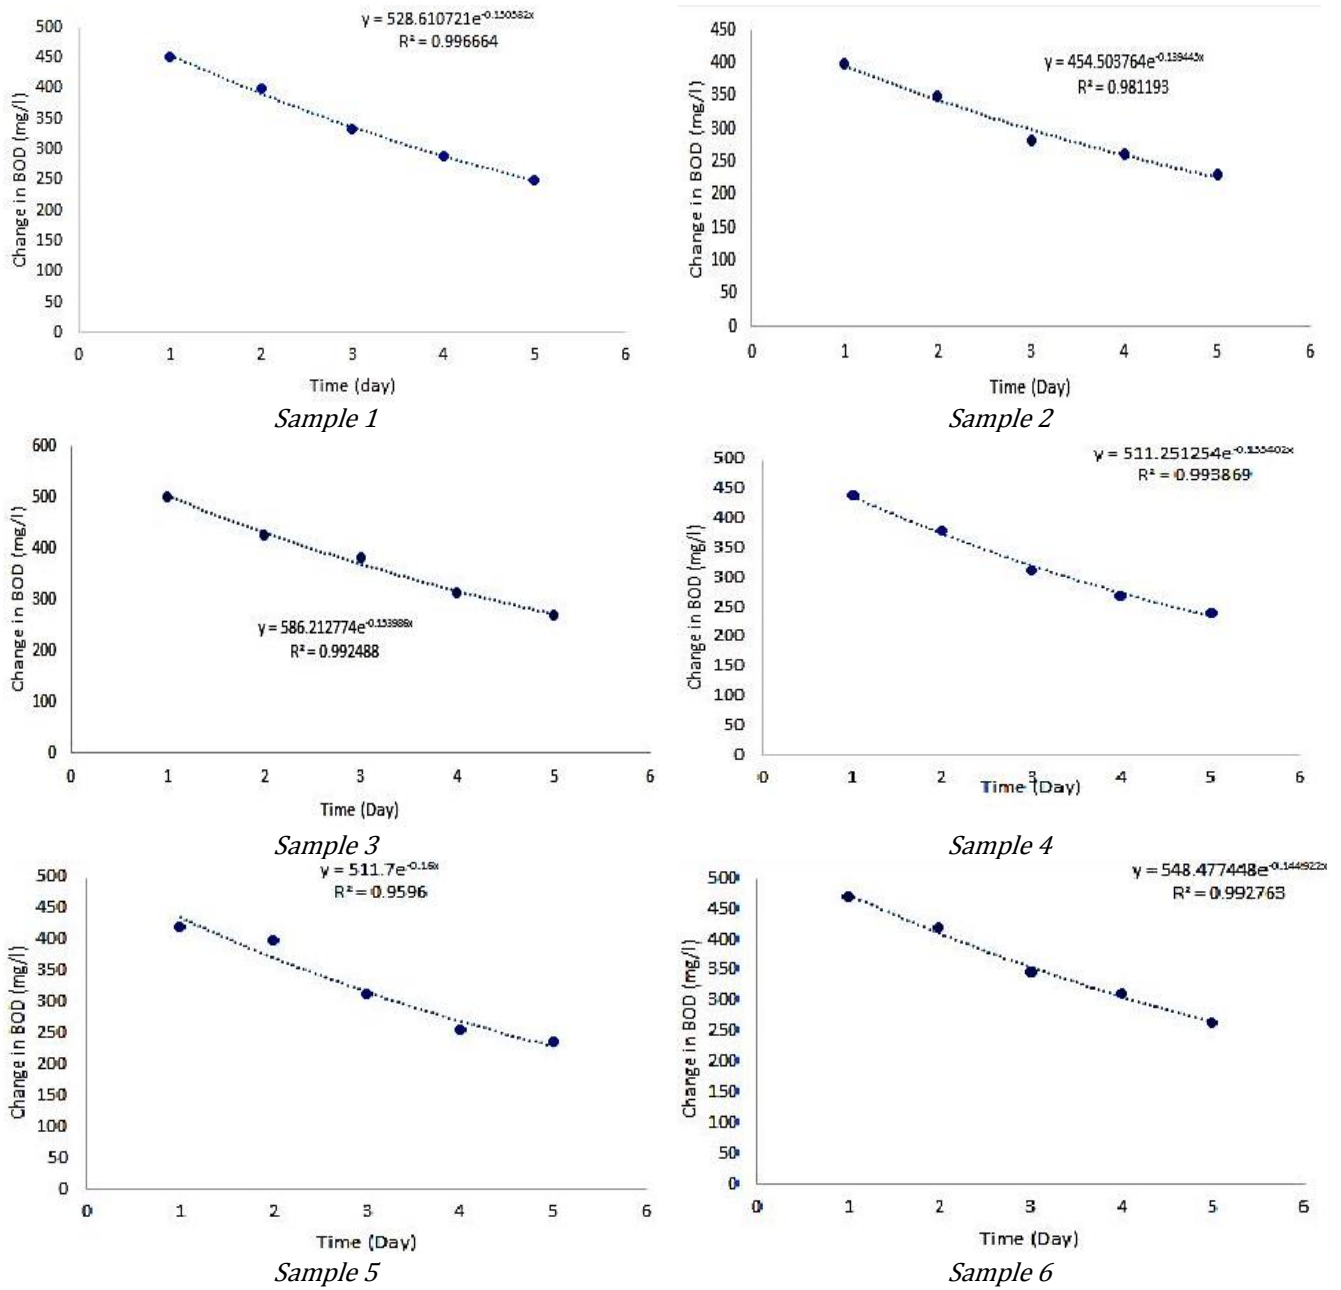 y = 528.610721e^-0.150582x
R² = 0.996664
500
450
400
350
300
250
200
150
100
50
0
Change in BOD (mg/l)
0 1 2 3 4 5 6
Time (day)
Sample 1
450
400
350
300
250
200
150
100
50
0
Change in BOD (mg/l)
y = 454.503764e^-0.139445x
R² = 0.981193
0 1 2 3 4 5 6
Time (Day)
Sample 2
600
500
400
300
200
100
0
Change in BOD (mg/l)
y = 586.212774e^-0.153986x
R² = 0.992488
0 1 2 3 4 5 6
Time (Day)
Sample 3
y = 511.251254e
R² = 0.993869
500
450
400
350
300
250
200
150
100
50
0
Change in BOD (mg/l)
0 1 2 3 4 5 6
Time (Day)
Sample 4
y = 511.7e^-0.16x
R² = 0.9596
500
450
400
350
300
250
200
150
100
50
0
Change in BOD (mg/l)
0 1 2 3 4 5 6
Time (Day)
Sample 5
y = 548.477448e^-0.144922x
R² = 0.992763
500
450
400
350
300
250
200
150
100
50
0
Change in BOD (mg/l)
0 1 2 3 4 5 6
Time (Day)
Sample 6